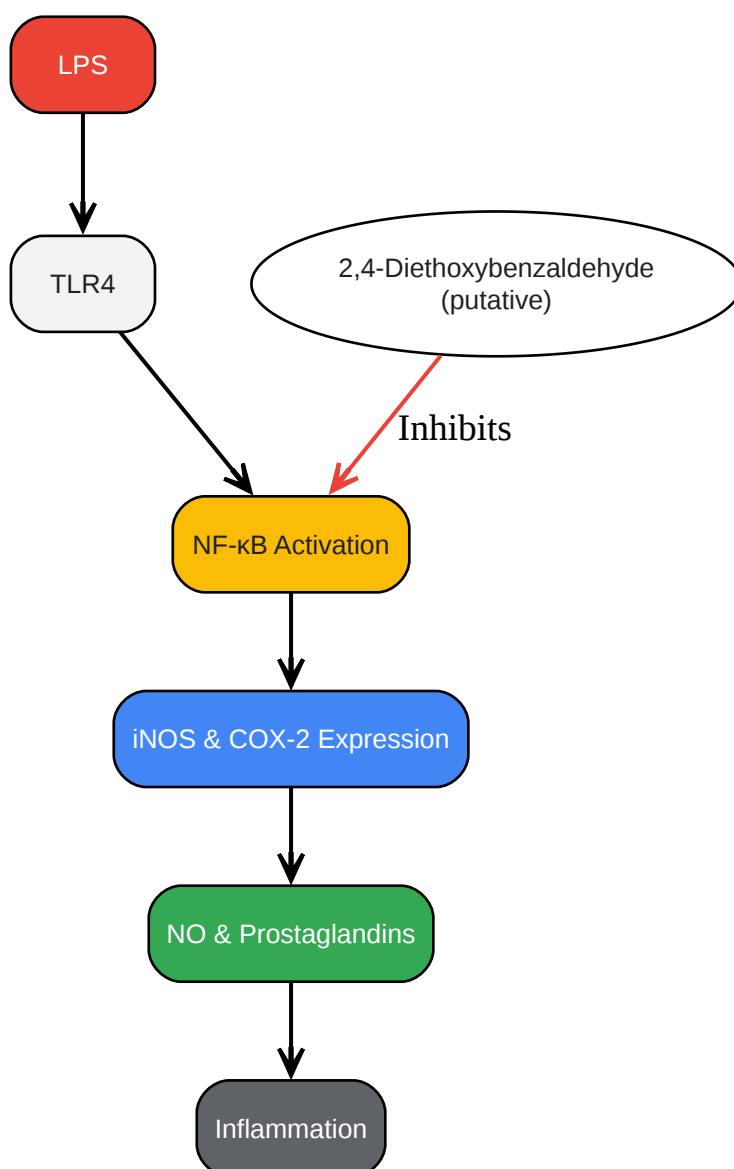 LPS
TLR4
2,4-Diethoxybenzaldehyde
(putative)
Inhibits
NF-κB Activation
iNOS & COX-2 Expression
NO & Prostaglandins
Inflammation